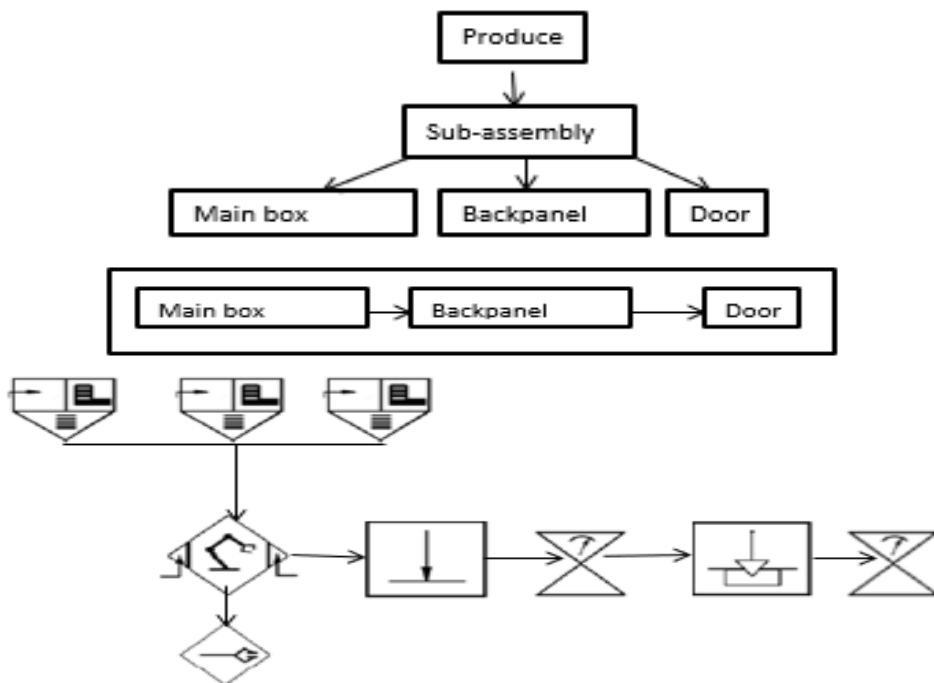 Produce
Sub-assembly
Main box
Backpanel
Door
Main box
Backpanel
Door